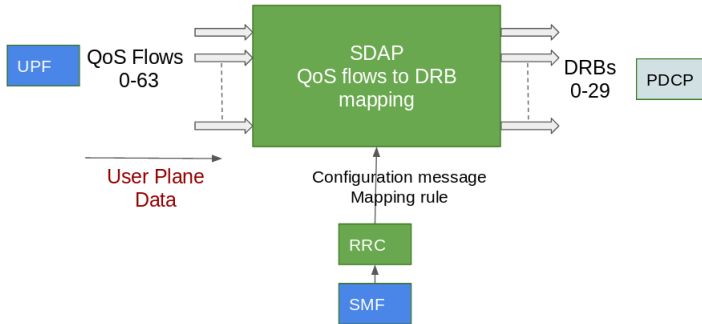 UPF
QoS Flows
0-63
SDAP
QoS flows to DRB
mapping
DRBs
0-29
PDCP
User Plane
Data
Configuration message
Mapping rule
RRC
SMF